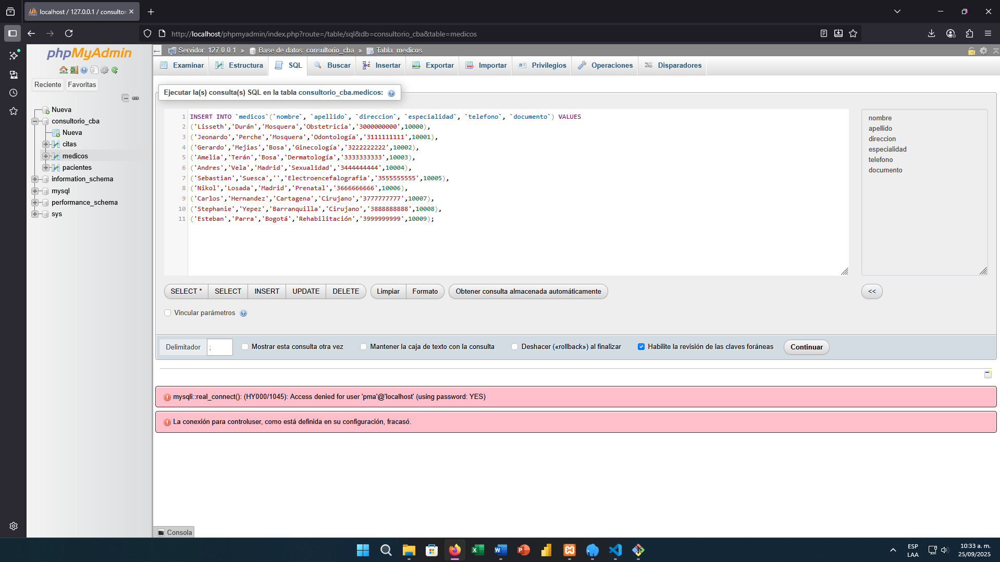 localhost / 127.0.0.1 / consultor
http://localhost/phpmyadmin/index.php?route=/table/sql&db=consultorio_cba&table=medicos
phpMyAdmin
Reciente Favoritas
Nueva
consultorio_cba
Nueva
citas
medicos
pacientes
information_schema
mysql
performance_schema
sys
Servidor: 127.0.0.1 » Base de datos: consultorio_cba » Tabla: medicos
Examinar Estructura SQL Buscar Insertar Exportar Importar Privilegios Operaciones Disparadores
Ejecutar la(s) consulta(s) SQL en la tabla consultorio_cba.medicos:
1 INSERT INTO `medicos`(`nombre`, `apellido`, `direccion`, `especialidad`, `telefono`, `documento`) VALUES
2 ('Lisseth','Durán','Mosquera','Obstetricia','3000000000',10000),
3 ('Jeonardo','Perche','Mosquera','Odontología','3111111111',10001),
4 ('Gerardo','Mejias','Bosa','Ginecología','3222222222',10002),
5 ('Amelia','Terán','Bosa','Dermatología','3333333333',10003),
6 ('Andres','Vela','Madrid','Sexualidad','3444444444',10004),
7 ('Sebastian','Suesca','','Electroencefalografia','3555555555',10005),
8 ('Nikol','Losada','Madrid','Prenatal','3666666666',10006),
9 ('Carlos','Hernandez','Cartagena','Cirujano','3777777777',10007),
10 ('Stephanie','Yepez','Barranquilla','Cirujano','3888888888',10008),
11 ('Esteban','Parra','Bogotá','Rehabilitación','3999999999',10009);
nombre
apellido
direccion
especialidad
telefono
documento
SELECT * SELECT INSERT UPDATE DELETE Limpiar Formato Obtener consulta almacenada automáticamente <<
Vincular parámetros
Delimitador ; Mostrar esta consulta otra vez Mantener la caja de texto con la consulta Deshacer («rollback») al finalizar Habilite la revisión de las claves foráneas Continuar
mysqli::real_connect(): (HY000/1045): Access denied for user 'pma'@'localhost' (using password: YES)
La conexión para controluser, como está definida en su configuración, fracasó.
Consola
ESP
LAA
10:33 a. m.
25/09/2025